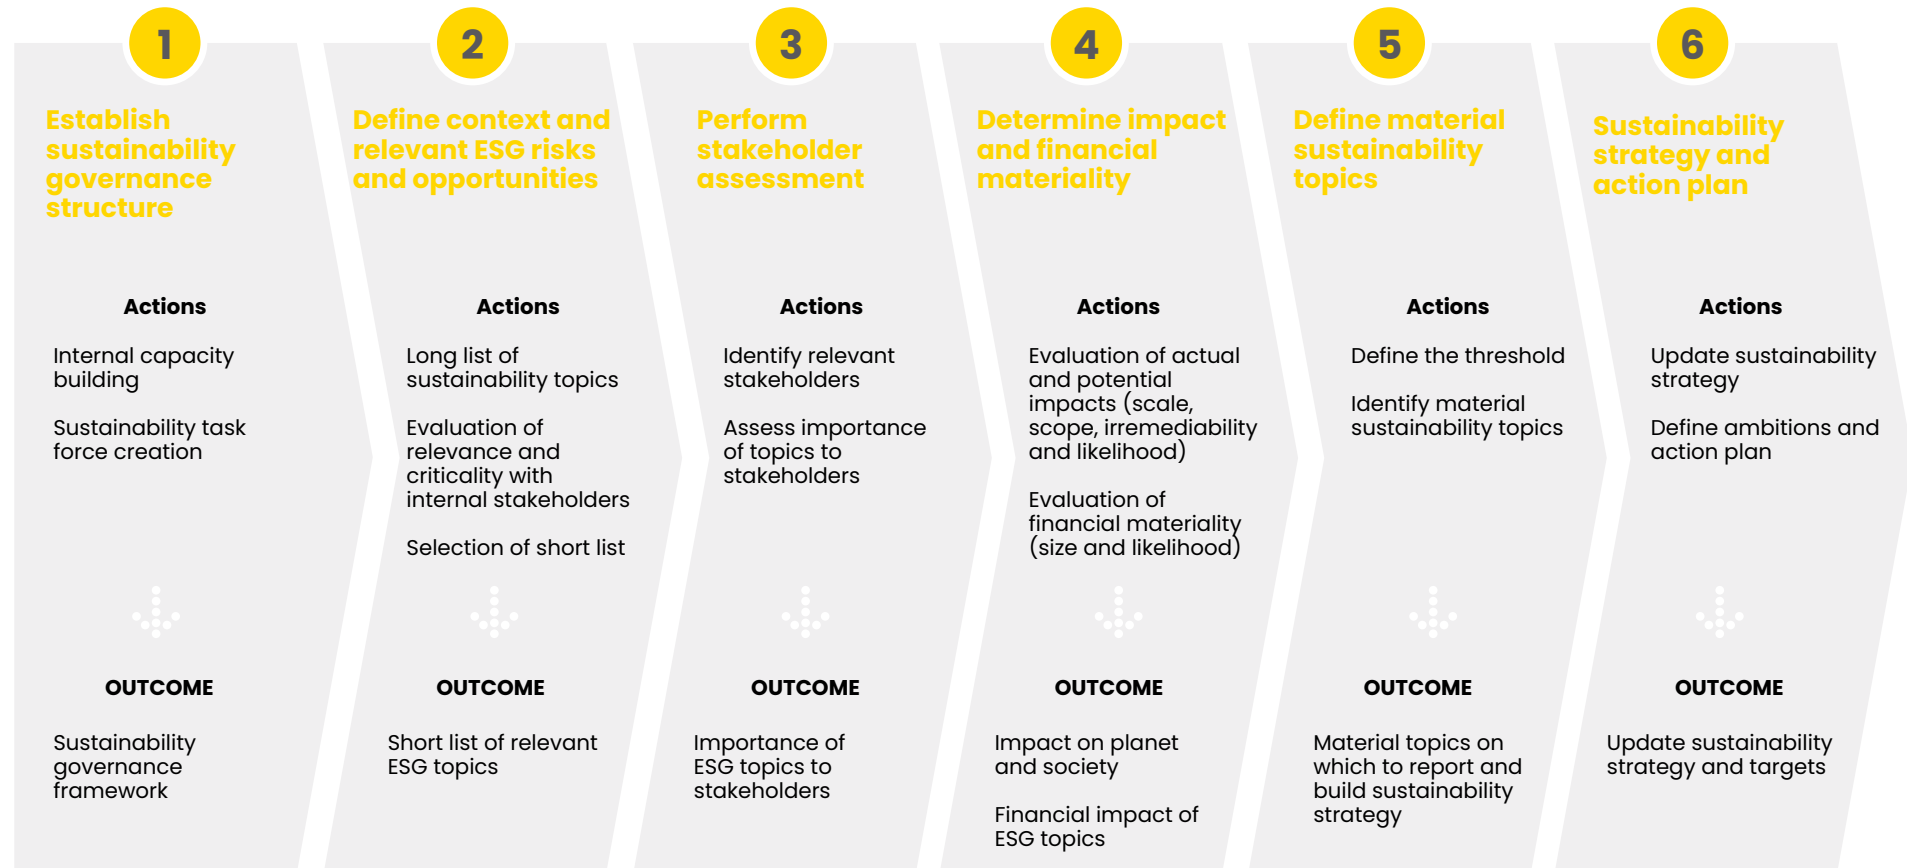 1
Establish
sustainability
governance
structure
Actions
Internal capacity
building
Sustainability task
force creation
OUTCOME
Sustainability
governance
framework
2
Define context and
relevant ESG risks
and opportunities
Actions
Long list of
sustainability topics
Evaluation of
relevance and
criticality with
internal stakeholders
Selection of short list
OUTCOME
Short list of relevant
ESG topics
3
Perform
stakeholder
assessment
Actions
Identify relevant
stakeholders
Assess importance
of topics to
stakeholders
OUTCOME
Importance of
ESG topics to
stakeholders
4
Determine impact
and financial
materiality
Actions
Evaluation of actual
and potential
impacts (scale,
scope, irremediability
and likelihood)
Evaluation of
financial materiality
(size and likelihood)
OUTCOME
Impact on planet
and society
Financial impact of
ESG topics
5
Define material
sustainability
topics
Actions
Define the threshold
Identify material
sustainability topics
OUTCOME
Material topics on
which to report and
build sustainability
strategy
6
Sustainability
strategy and
action plan
Actions
Update sustainability
strategy
Define ambitions and
action plan
OUTCOME
Update sustainability
strategy and targets